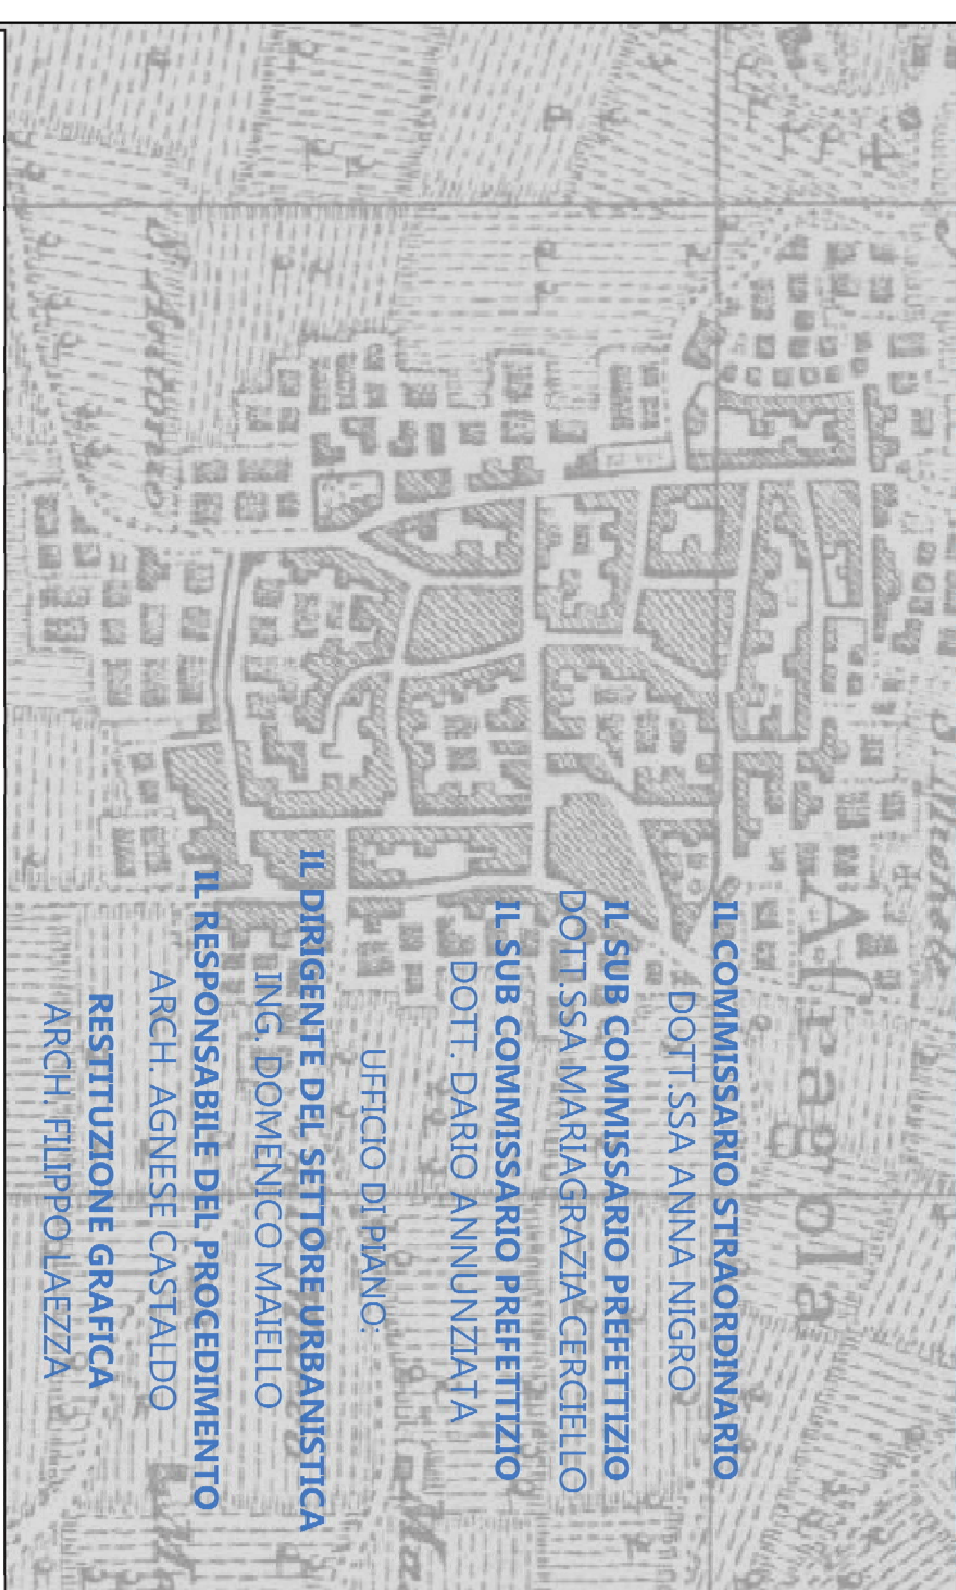 IL COMMISSARIO STRAORDINARIO
DOTT.SSA ANNA NIGRO
IL SUB COMMISSARIO PREFETTIZIO
DOTT.SSA MARIAGRAZIA CERCIELLO
IL SUB COMMISSARIO PREFETTIZIO
DOTT. DARIO ANNUNZIATA
UFFICIO DI PIANO:
IL DIRIGENTE DEL SETTORE URBANISTICA
ING. DOMENICO MAIELLO
IL RESPONSABILE DEL PROCEDIMENTO
ARCH. AGNESE CASTALDO
RESTITUZIONE GRAFICA
ARCH. FILIPPO LAEZZA
Afragola
4